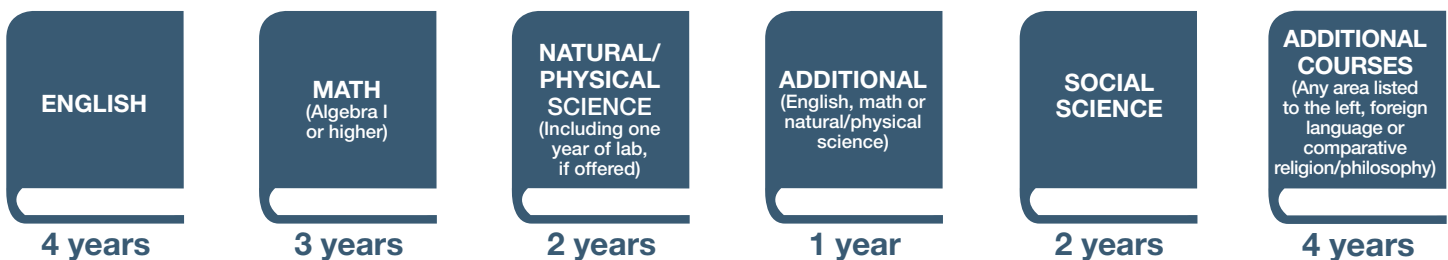 ENGLISH
4 years
MATH
(Algebra I
or higher)
3 years
NATURAL/
PHYSICAL
SCIENCE
(Including one
year of lab,
if offered)
2 years
ADDITIONAL
(English, math or
natural/physical
science)
1 year
SOCIAL
SCIENCE
2 years
ADDITIONAL
COURSES
(Any area listed
to the left, foreign
language or
comparative
religion/philosophy)
4 years